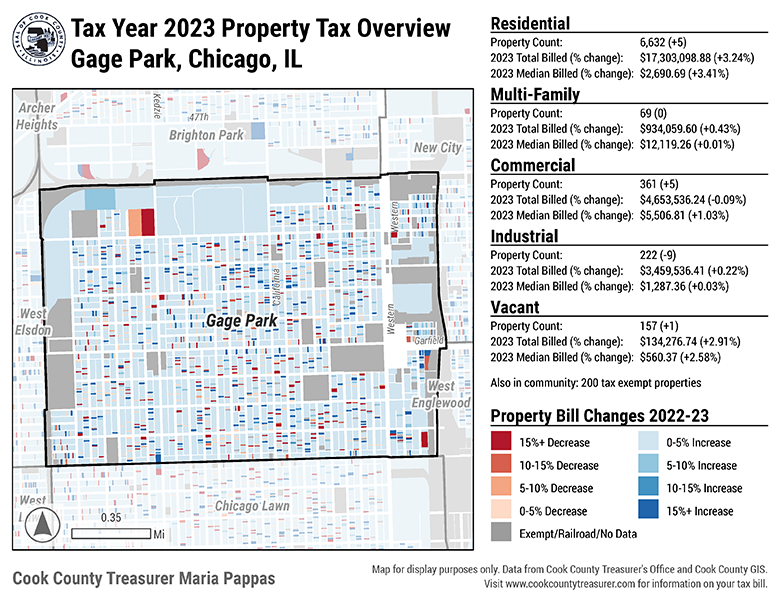 Tax Year 2023 Property Tax Overview
Gage Park, Chicago, IL
Archer
Heights
Kedzie
47Th
Brighton Park
New City
Western
California
West
Elsdon
Gage Park
Western
Garfield
West
Englewood
West
Chicago Lawn
0.35
Mi
Cook County Treasurer Maria Pappas
Residential
Property Count: 6,632 (+5)
2023 Total Billed (% change): $17,303,098.88 (+3.24%)
2023 Median Billed (% change): $2,690.69 (+3.41%)
Multi-Family
Property Count: 69 (0)
2023 Total Billed (% change): $934,059.60 (+0.43%)
2023 Median Billed (% change): $12,119.26 (+0.01%)
Commercial
Property Count: 361 (+5)
2023 Total Billed (% change): $4,653,536.24 (-0.09%)
2023 Median Billed (% change): $5,506.81 (+1.03%)
Industrial
Property Count: 222 (-9)
2023 Total Billed (% change): $3,459,536.41 (+0.22%)
2023 Median Billed (% change): $1,287.36 (+0.03%)
Vacant
Property Count: 157 (+1)
2023 Total Billed (% change): $134,276.74 (+2.91%)
2023 Median Billed (% change): $560.37 (+2.58%)
Also in community: 200 tax exempt properties
Property Bill Changes 2022-23
15%+ Decrease 0-5% Increase
10-15% Decrease 5-10% Increase
5-10% Decrease 10-15% Increase
0-5% Decrease 15%+ Increase
Exempt/Railroad/No Data
Map for display purposes only. Data from Cook County Treasurer's Office and Cook County GIS.
Visit www.cookcountytreasurer.com for information on your tax bill.